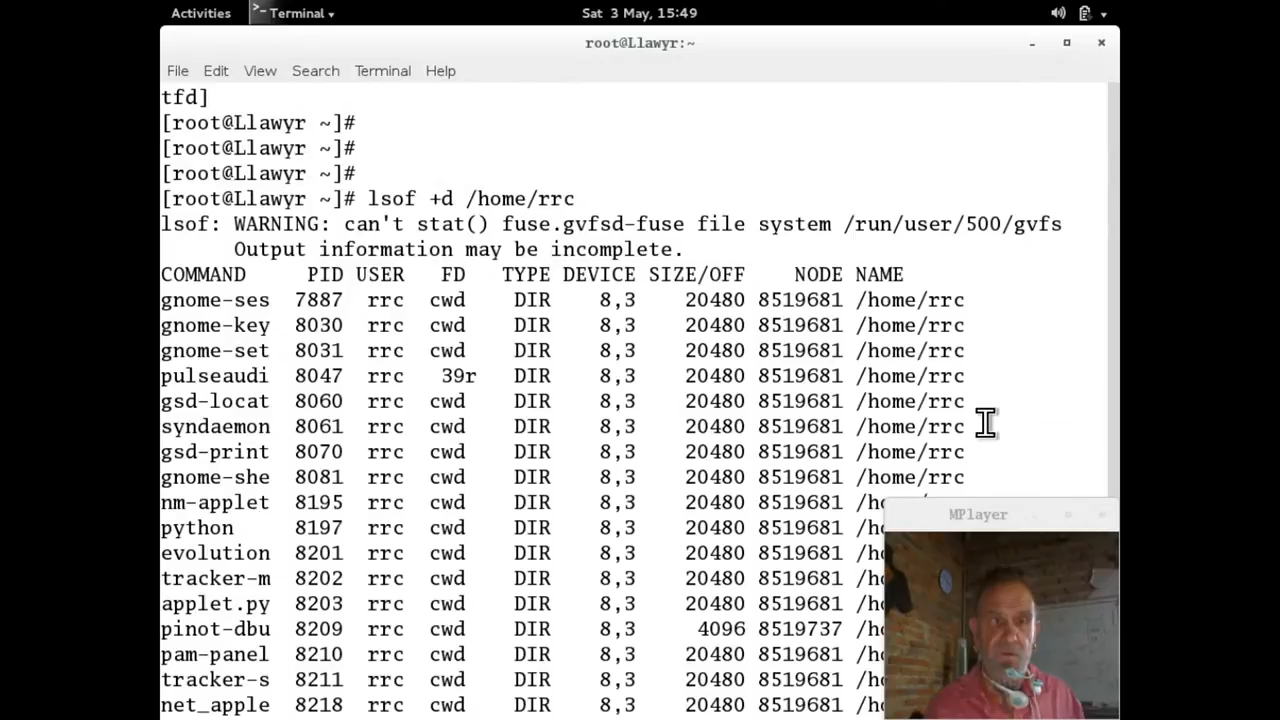 Activities Terminal Sat 3 May, 15:49
root@Llawyr:~
File Edit View Search Terminal Help
tfd]
[root@Llawyr ~]#
[root@Llawyr ~]#
[root@Llawyr ~]#
[root@Llawyr ~]# lsof +d /home/rrc
lsof: WARNING: can't stat() fuse.gvfsd-fuse file system /run/user/500/gvfs
Output information may be incomplete.
COMMAND PID USER FD TYPE DEVICE SIZE/OFF NODE NAME
gnome-ses 7887 rrc cwd DIR 8,3 20480 8519681 /home/rrc
gnome-key 8030 rrc cwd DIR 8,3 20480 8519681 /home/rrc
gnome-set 8031 rrc cwd DIR 8,3 20480 8519681 /home/rrc
pulseaudi 8047 rrc 39r DIR 8,3 20480 8519681 /home/rrc
gsd-locat 8060 rrc cwd DIR 8,3 20480 8519681 /home/rrc
syndaemon 8061 rrc cwd DIR 8,3 20480 8519681 /home/rrc
gsd-print 8070 rrc cwd DIR 8,3 20480 8519681 /home/rrc
gnome-she 8081 rrc cwd DIR 8,3 20480 8519681 /home/rrc
nm-applet 8195 rrc cwd DIR 8,3 20480 8519681
MPlayer
python 8197 rrc cwd DIR 8,3 20480 8519681 /h
evolution 8201 rrc cwd DIR 8,3 20480 8519681 /h
tracker-m 8202 rrc cwd DIR 8,3 20480 8519681 /h
applet.py 8203 rrc cwd DIR 8,3 20480 8519681 /h
pinot-dbu 8209 rrc cwd DIR 8,3 4096 8519737 /h
pam-panel 8210 rrc cwd DIR 8,3 20480 8519681 /h
tracker-s 8211 rrc cwd DIR 8,3 20480 8519681 /h
net_apple 8218 rrc cwd DIR 8,3 20480 8519681 /h